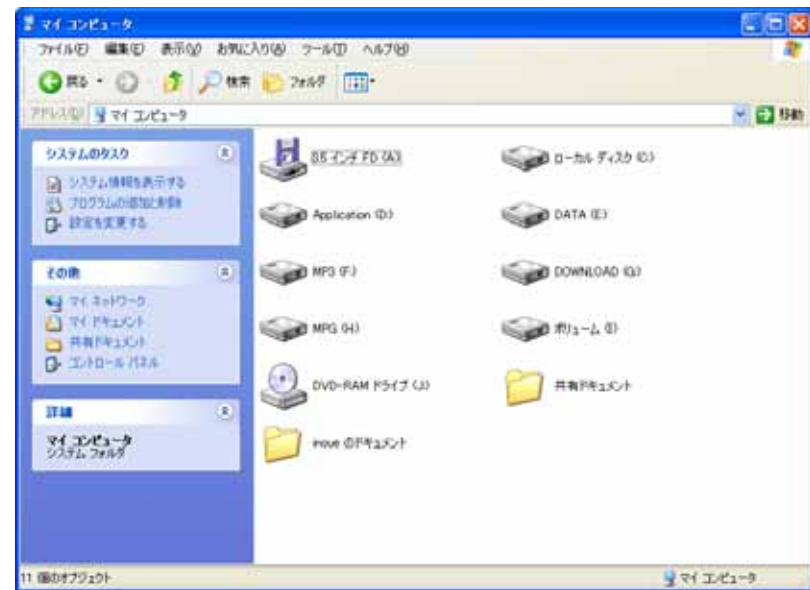 マイ コンピュータ
ファイル(F) 編集(E) 表示(V) お気に入り(A) ツール(T) ヘルプ(H)
戻る 検索 フォルダ
アドレス(D) マイ コンピュータ 移動
システムのタスク
システム情報を表示する
プログラムの追加と削除
設定を変更する
その他
マイ ネットワーク
マイ ドキュメント
共有ドキュメント
コントロール パネル
詳細
マイ コンピュータ
システム フォルダ
3.5 インチ FD (A:)
ローカル ディスク (C:)
Application (D:)
DATA (E:)
MP3 (F:)
DOWNLOAD (G:)
MPG (H:)
ボリューム (I:)
DVD-RAM ドライブ (J:)
共有ドキュメント
inoue のドキュメント
11 個のオブジェクト
マイ コンピュータ